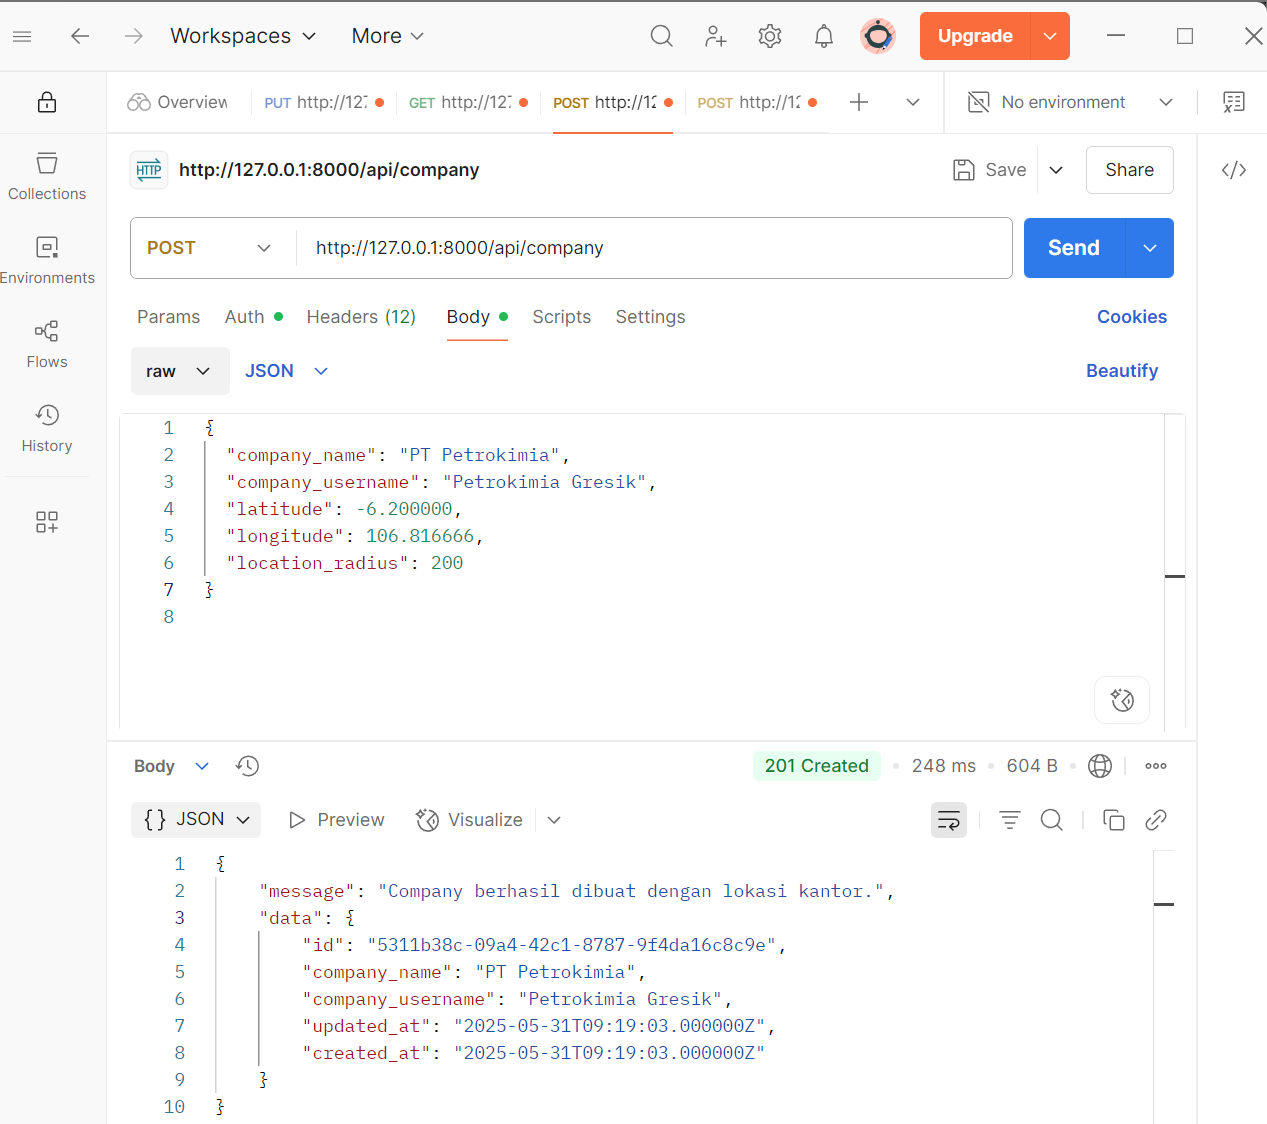 Workspaces More Upgrade
Overview PUT http://127 GET http://127 POST http://12 POST http://12 No environment
HTTP http://127.0.0.1:8000/api/company Save Share
Collections
Environments
Flows
History
POST http://127.0.0.1:8000/api/company Send
Params Auth Headers (12) Body Scripts Settings Cookies
raw JSON Beautify
1 {
2 "company_name": "PT Petrokimia",
3 "company_username": "Petrokimia Gresik",
4 "latitude": -6.200000,
5 "longitude": 106.816666,
6 "location_radius": 200
7 }
8
Body 201 Created 248 ms 604 B
{} JSON Preview Visualize
1 {
2 "message": "Company berhasil dibuat dengan lokasi kantor.",
3 "data": {
4 "id": "5311b38c-09a4-42c1-8787-9f4da16c8c9e",
5 "company_name": "PT Petrokimia",
6 "company_username": "Petrokimia Gresik",
7 "updated_at": "2025-05-31T09:19:03.000000Z",
8 "created_at": "2025-05-31T09:19:03.000000Z"
9 }
10 }